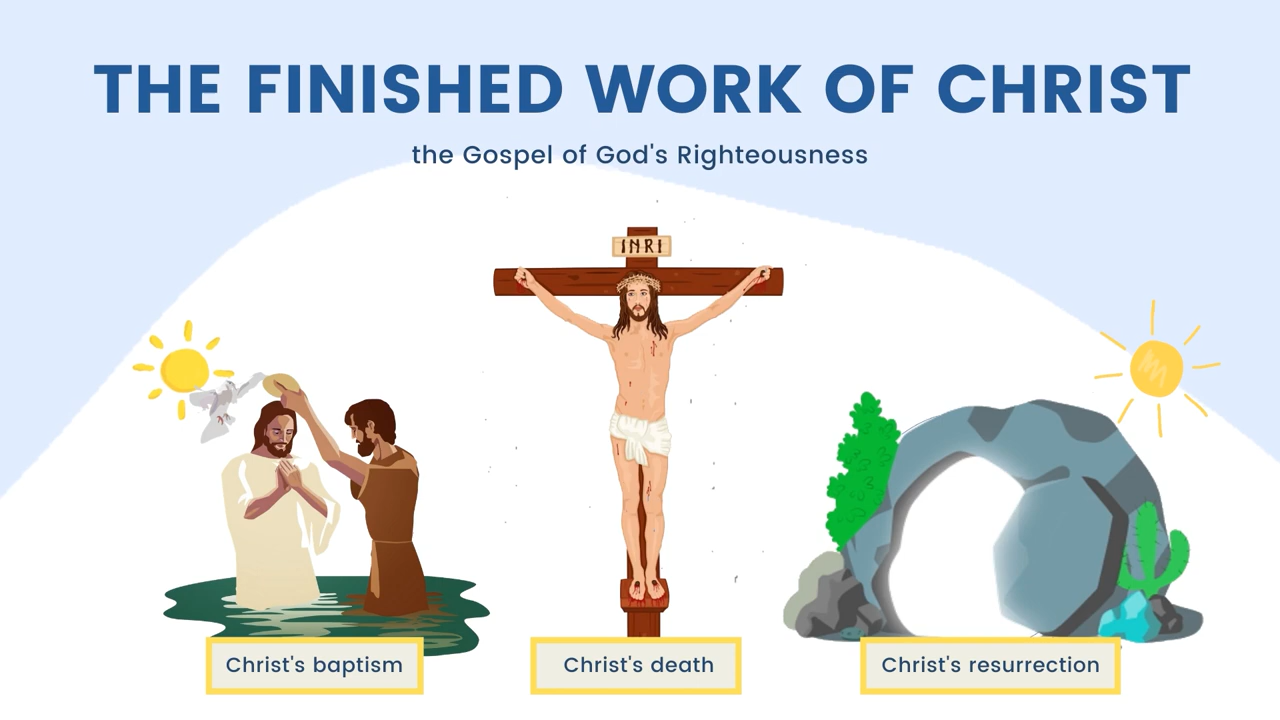 THE FINISHED WORK OF CHRIST
the Gospel of God's Righteousness
INRI
Christ's baptism
Christ's death
Christ's resurrection